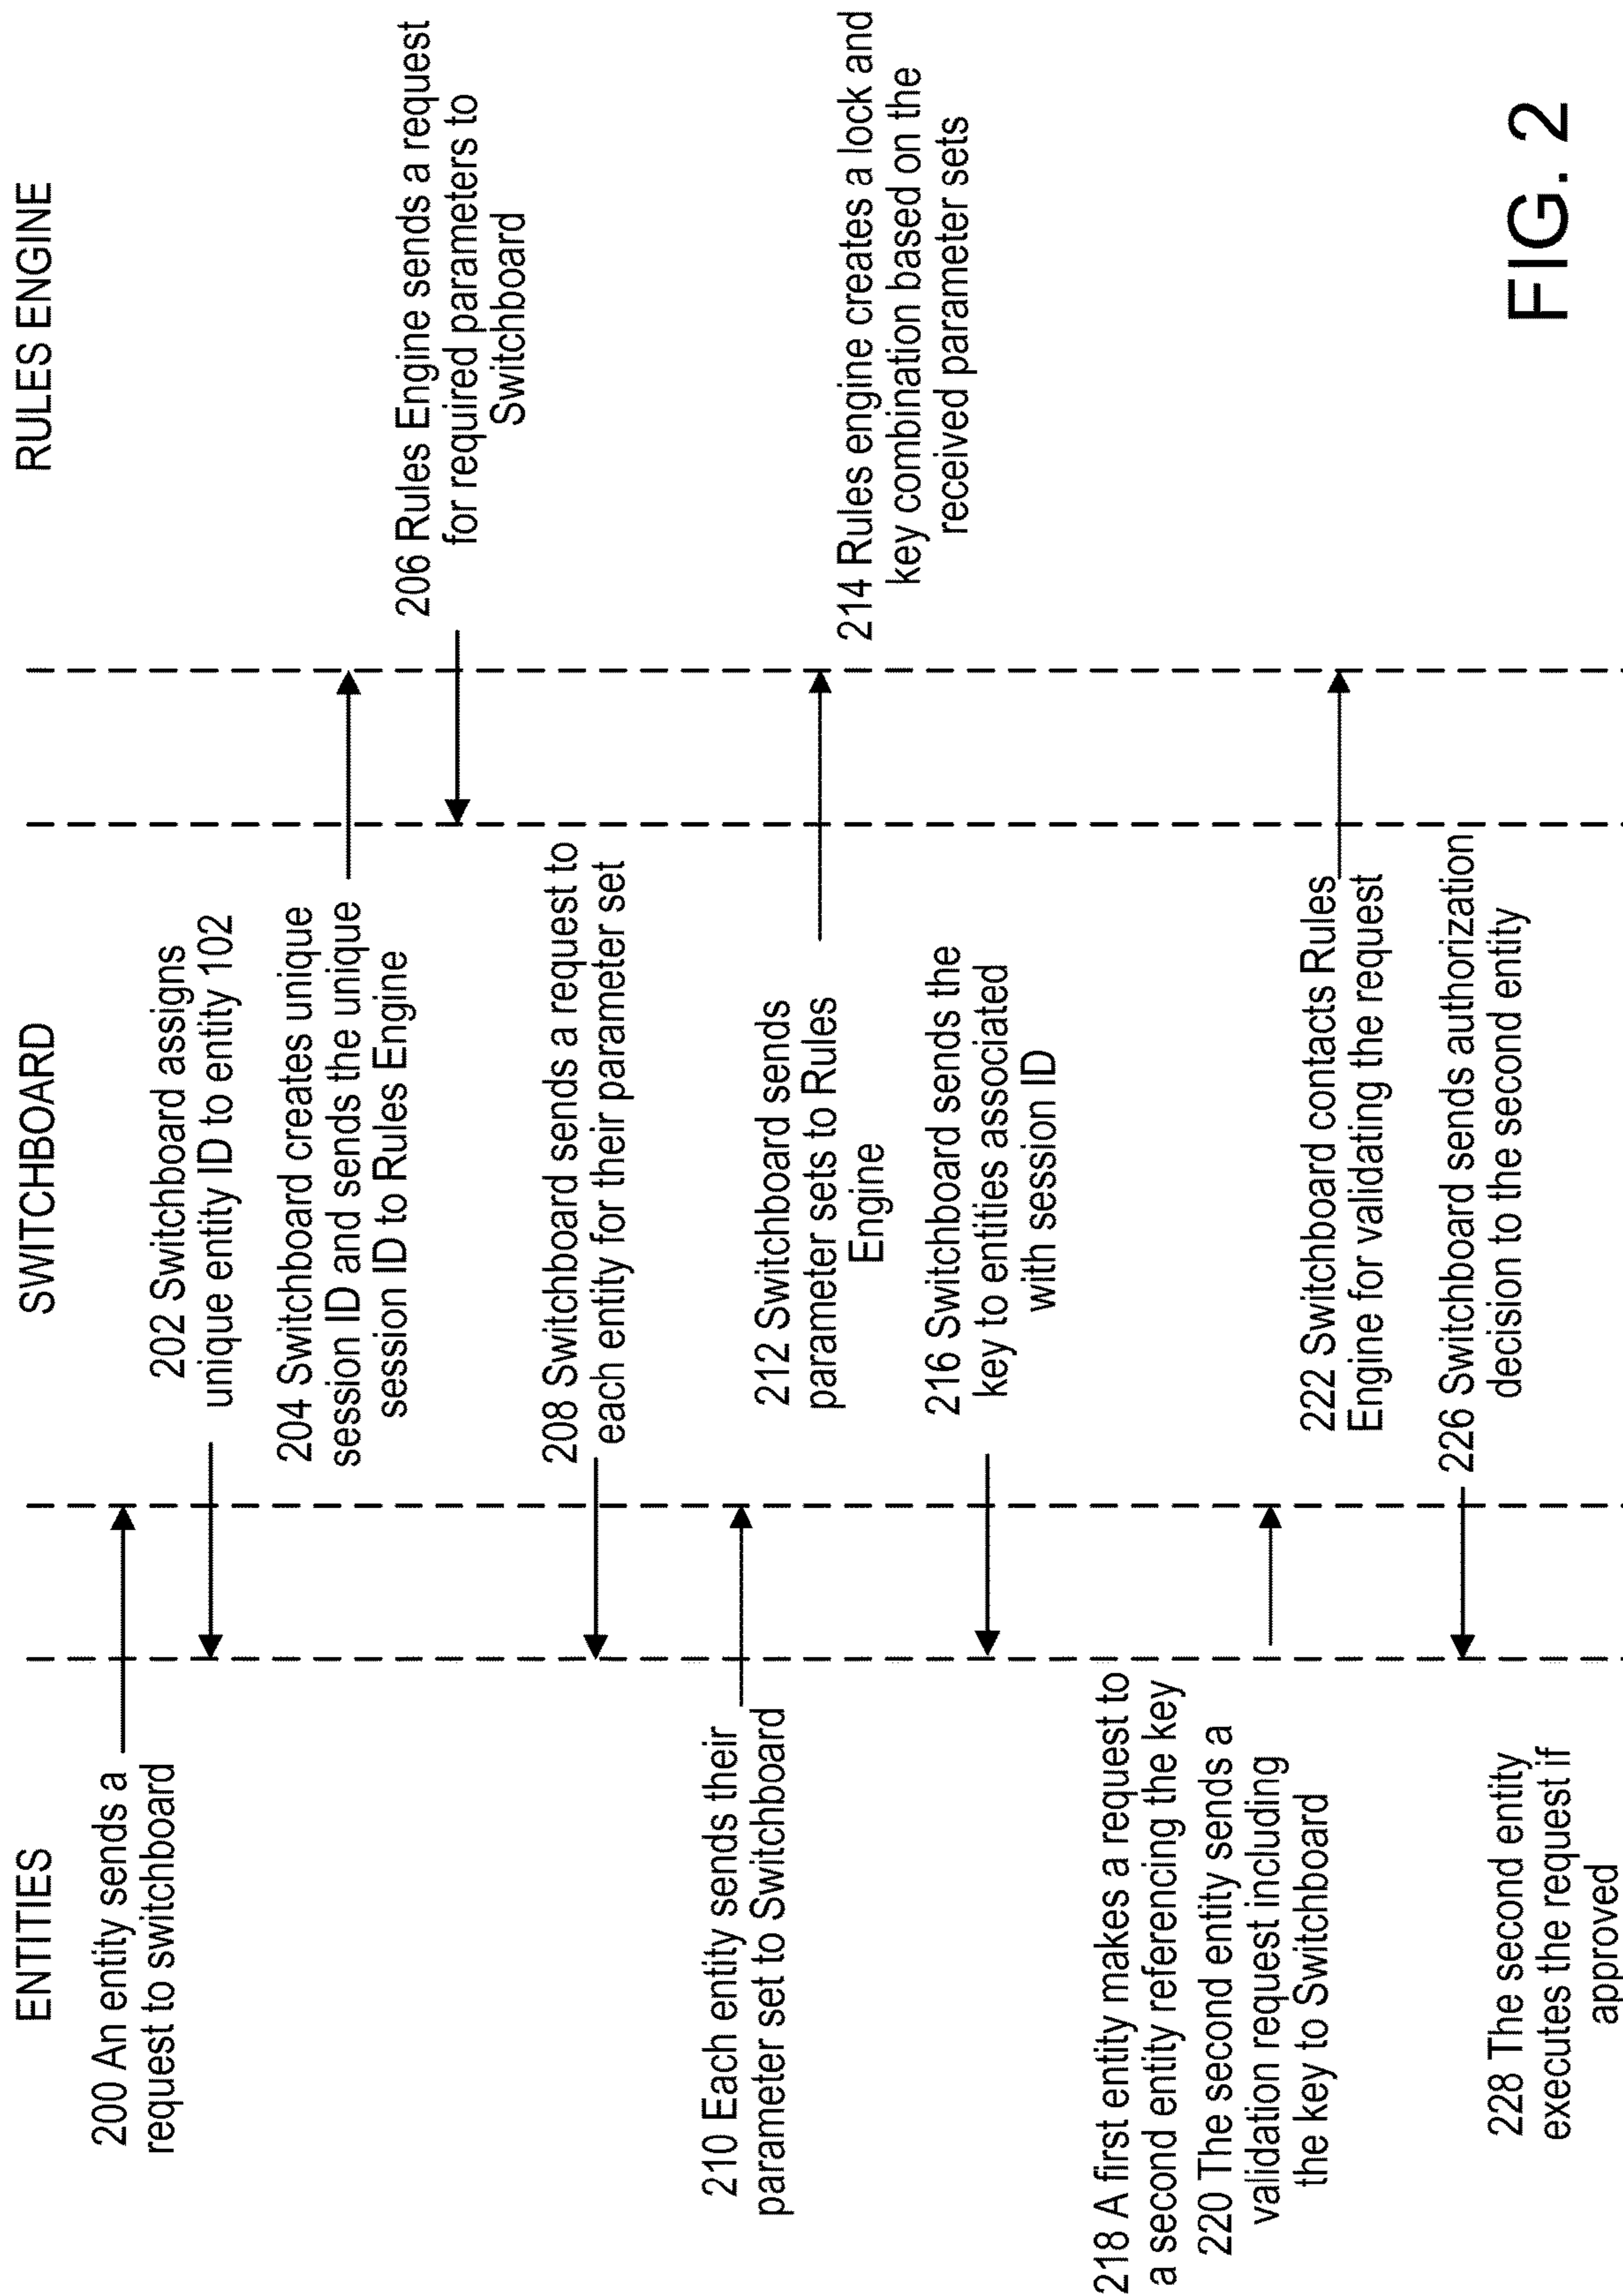 ENTITIES
SWITCHBOARD
RULES ENGINE
200 An entity sends a
request to switchboard
202 Switchboard assigns
unique entity ID to entity 102
204 Switchboard creates unique
session ID and sends the unique
session ID to Rules Engine
206 Rules Engine sends a request
for required parameters to
Switchboard
208 Switchboard sends a request to
each entity for their parameter set
210 Each entity sends their
parameter set to Switchboard
212 Switchboard sends
parameter sets to Rules
Engine
214 Rules engine creates a lock and
key combination based on the
received parameter sets
216 Switchboard sends the
key to entities associated
with session ID
218 A first entity makes a request to
a second entity referencing the key
220 The second entity sends a
validation request including
the key to Switchboard
222 Switchboard contacts Rules
Engine for validating the request
226 Switchboard sends authorization
decision to the second entity
228 The second entity
executes the request if
approved
FIG. 2